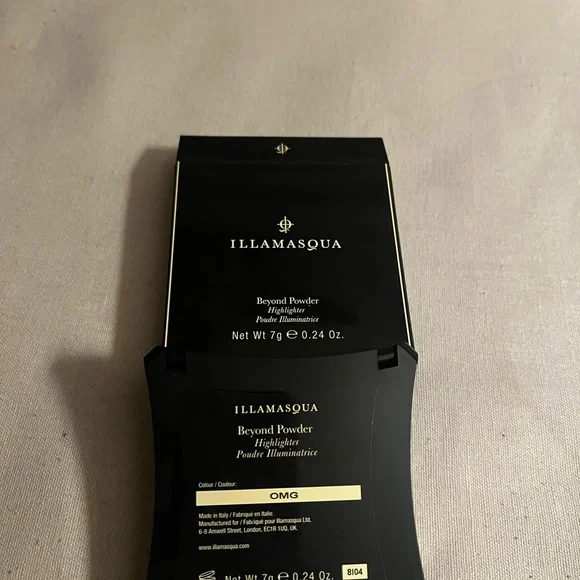 ILLAMASQUA
Beyond Powder
Highlighter
Poudre Illuminatrice
Net Wt 7g ℮ 0.24 Oz.
ILLAMASQUA
Beyond Powder
Highlighter
Poudre Illuminatrice
Colour / Couleur:
OMG
Made in Italy / Fabriqué en Italie.
Manufactured for / Fabriqué pour Illamasqua Ltd,
6-8 Amwell Street, London, EC1R 1UQ, UK.
www.illamasqua.com
Net Wt 7g ℮ 0.24 Oz.
8I04